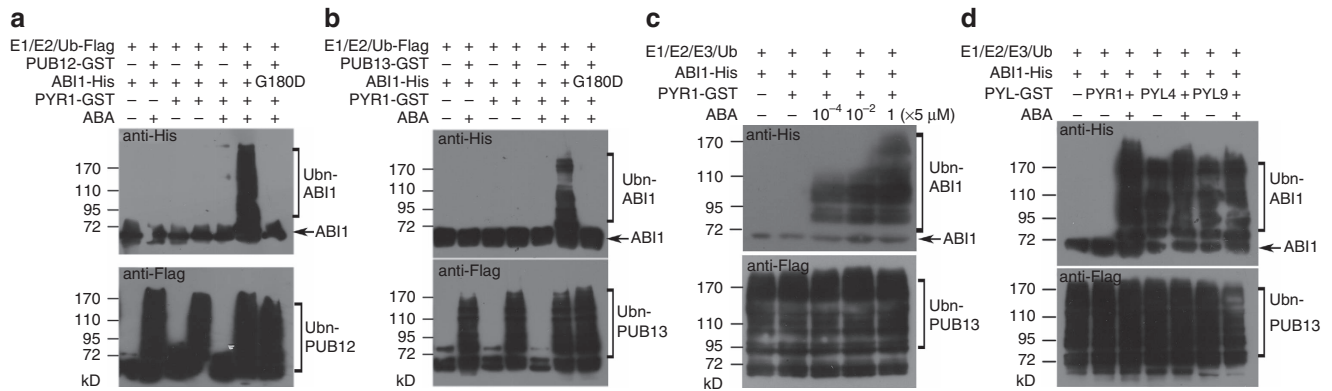 a
E1/E2/Ub-Flag + + + + + + +
PUB12-GST − + − + − + +
ABI1-His + + + + + + G180D
PYR1-GST − − + + + + +
ABA − − − − + + +
anti-His
170
110
95
72
Ubn-
ABI1
ABI1
anti-Flag
170
110
95
72
kD
Ubn-
PUB12
b
E1/E2/Ub-Flag + + + + + + +
PUB13-GST − + − + − + +
ABI1-His + + + + + + G180D
PYR1-GST − − + + + + +
ABA − − − − + + +
anti-His
170
110
95
72
Ubn-
ABI1
ABI1
anti-Flag
170
110
95
72
kD
Ubn-
PUB13
c
E1/E2/E3/Ub + + + + +
ABI1-His + + + + +
PYR1-GST − + + + +
ABA − − 10⁻⁴ 10⁻² 1 (×5 μM)
anti-His
170
110
95
72
Ubn-
ABI1
ABI1
anti-Flag
170
110
95
72
kD
Ubn-
PUB13
d
E1/E2/E3/Ub + + + + + + +
ABI1-His + + + + + + +
PYL-GST − PYR1 + PYL4 + PYL9 +
ABA − − + − + − +
anti-His
170
110
95
72
Ubn-
ABI1
ABI1
anti-Flag
170
110
95
72
kD
Ubn-
PUB13